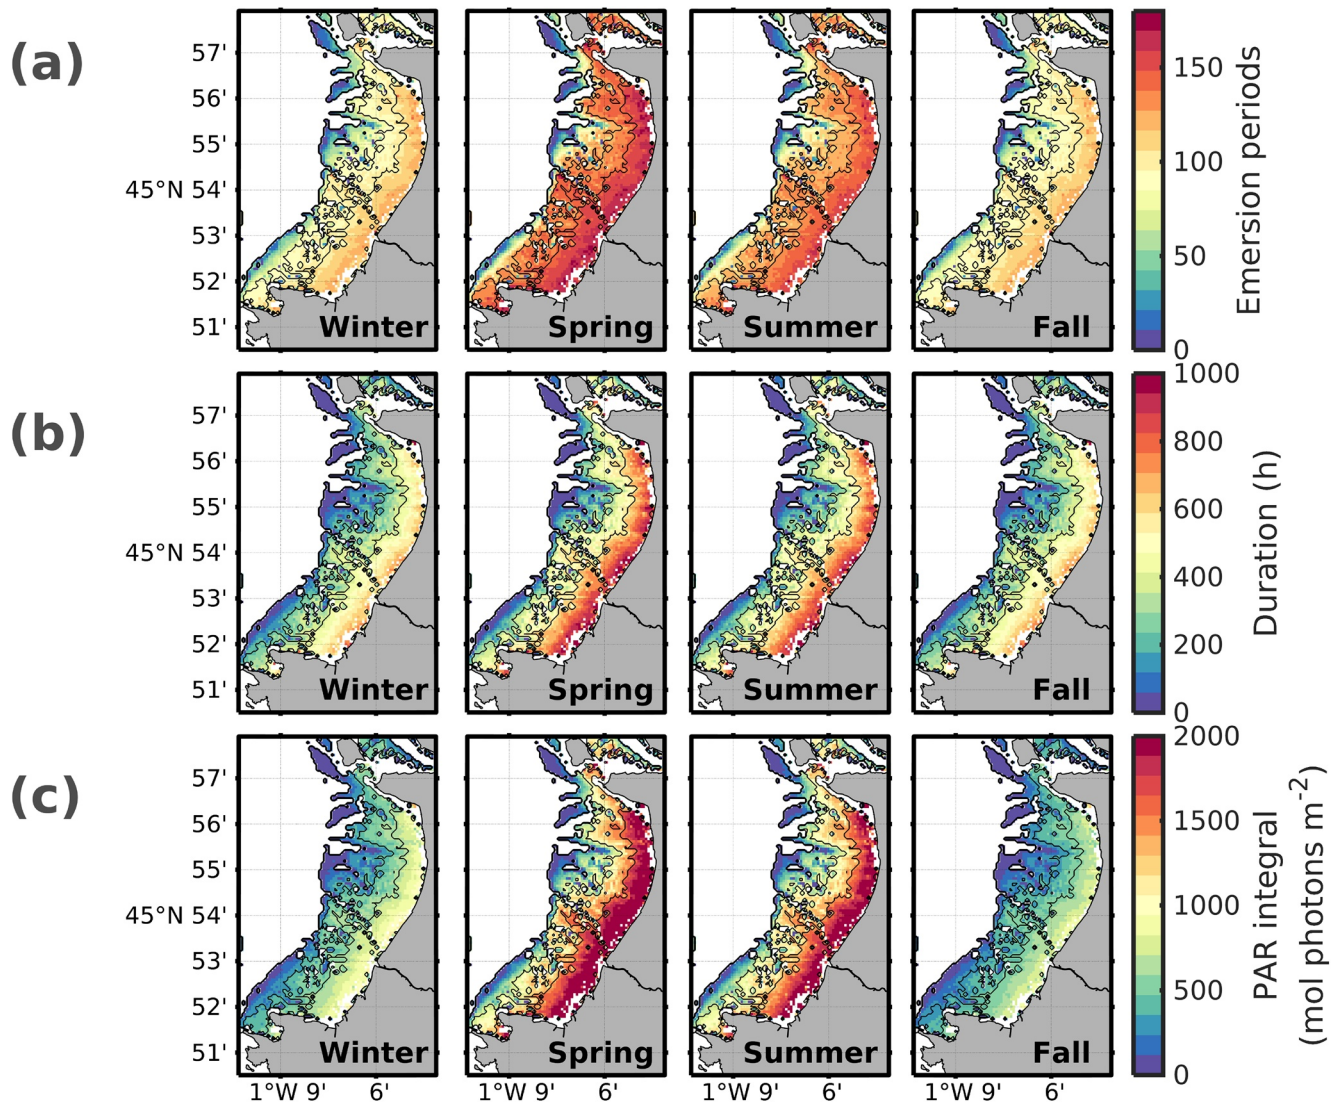 (a)
57'
56'
55'
45°N 54'
53'
52'
51'
Winter
Spring
Summer
Fall
150
100
50
0
Emersion periods
(b)
57'
56'
55'
45°N 54'
53'
52'
51'
Winter
Spring
Summer
Fall
1000
800
600
400
200
0
Duration (h)
(c)
57'
56'
55'
45°N 54'
53'
52'
51'
Winter
Spring
Summer
Fall
2000
1500
1000
500
0
PAR integral
(mol photons m-2)
1°W 9' 6'
1°W 9' 6'
1°W 9' 6'
1°W 9' 6'